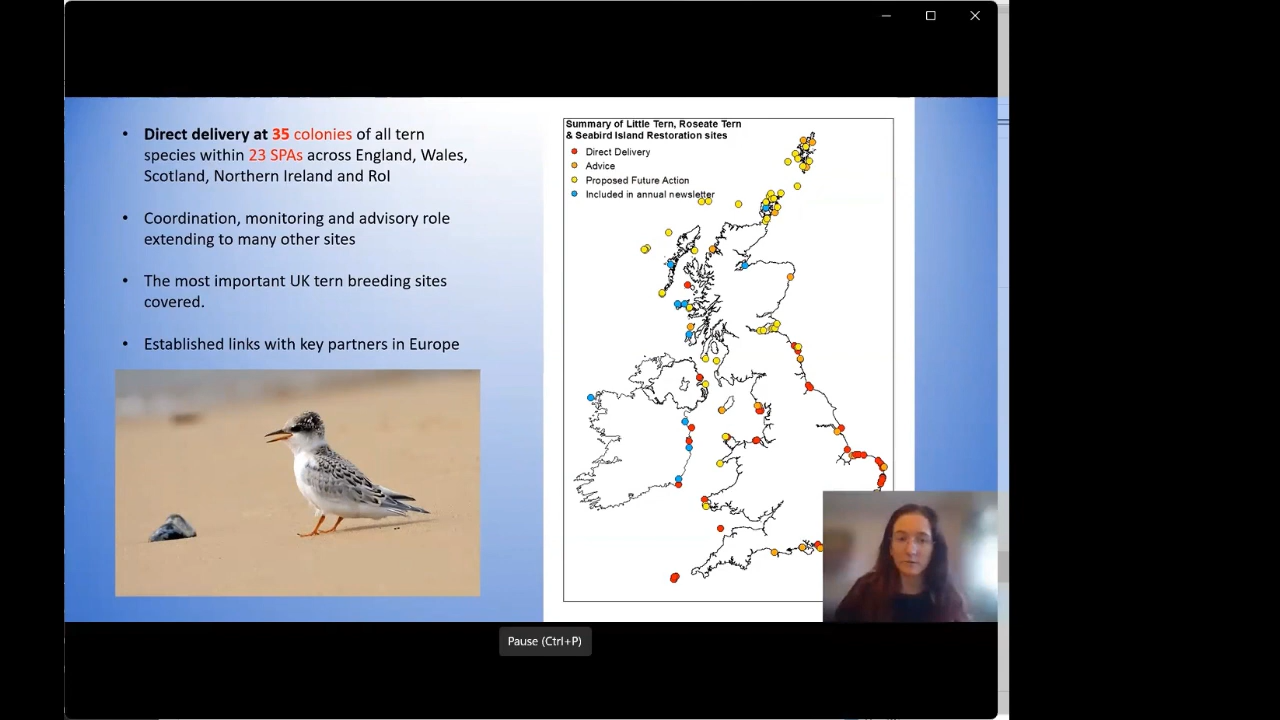 Direct delivery at 35 colonies of all tern
species within 23 SPAs across England, Wales,
Scotland, Northern Ireland and RoI
Coordination, monitoring and advisory role
extending to many other sites
The most important UK tern breeding sites
covered.
Established links with key partners in Europe
Summary of Little Tern, Roseate Tern
& Seabird Island Restoration sites
Direct Delivery
Advice
Proposed Future Action
Included in annual newsletter
Pause (Ctrl+P)